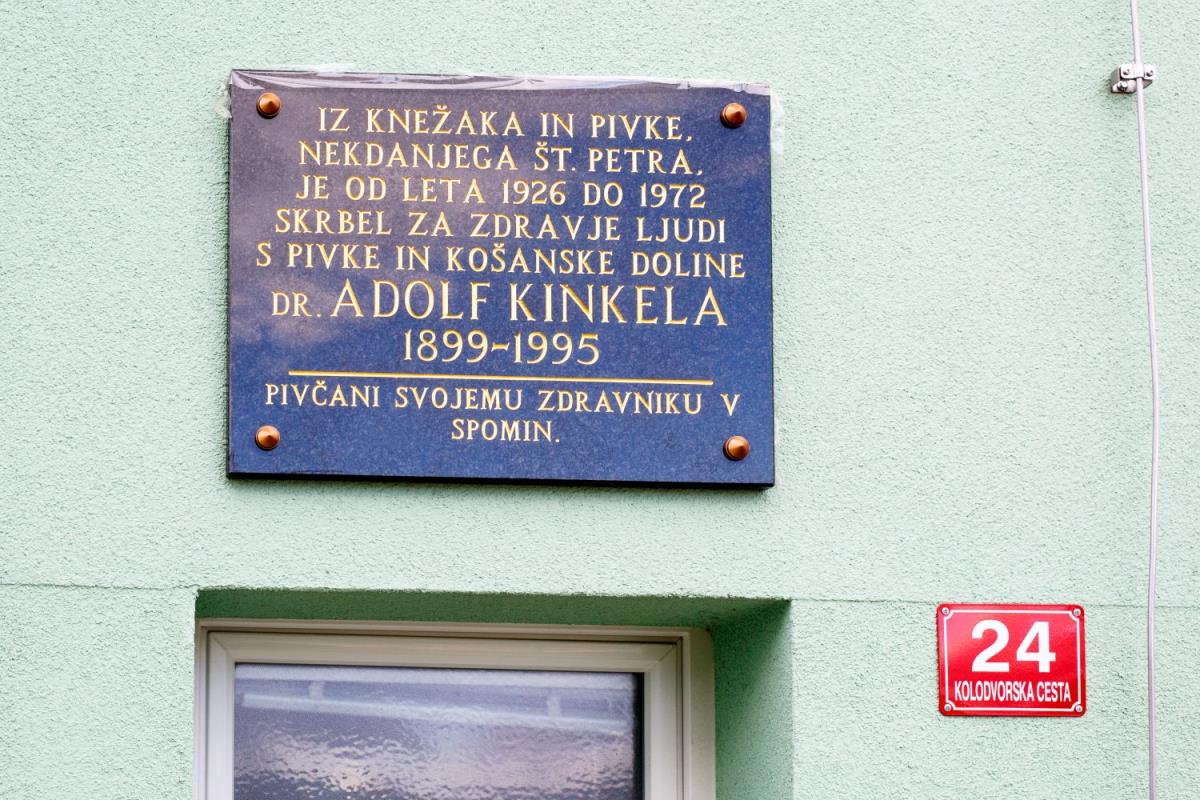 IZ KNEŽAKA IN PIVKE,
NEKDANJEGA ŠT. PETRA,
JE OD LETA 1926 DO 1972
SKRBEL ZA ZDRAVJE LJUDI
S PIVKE IN KOŠANSKE DOLINE
DR. ADOLF KINKELA
1899-1995
PIVČANI SVOJEMU ZDRAVNIKU V
SPOMIN.
24
KOLODVORSKA CESTA